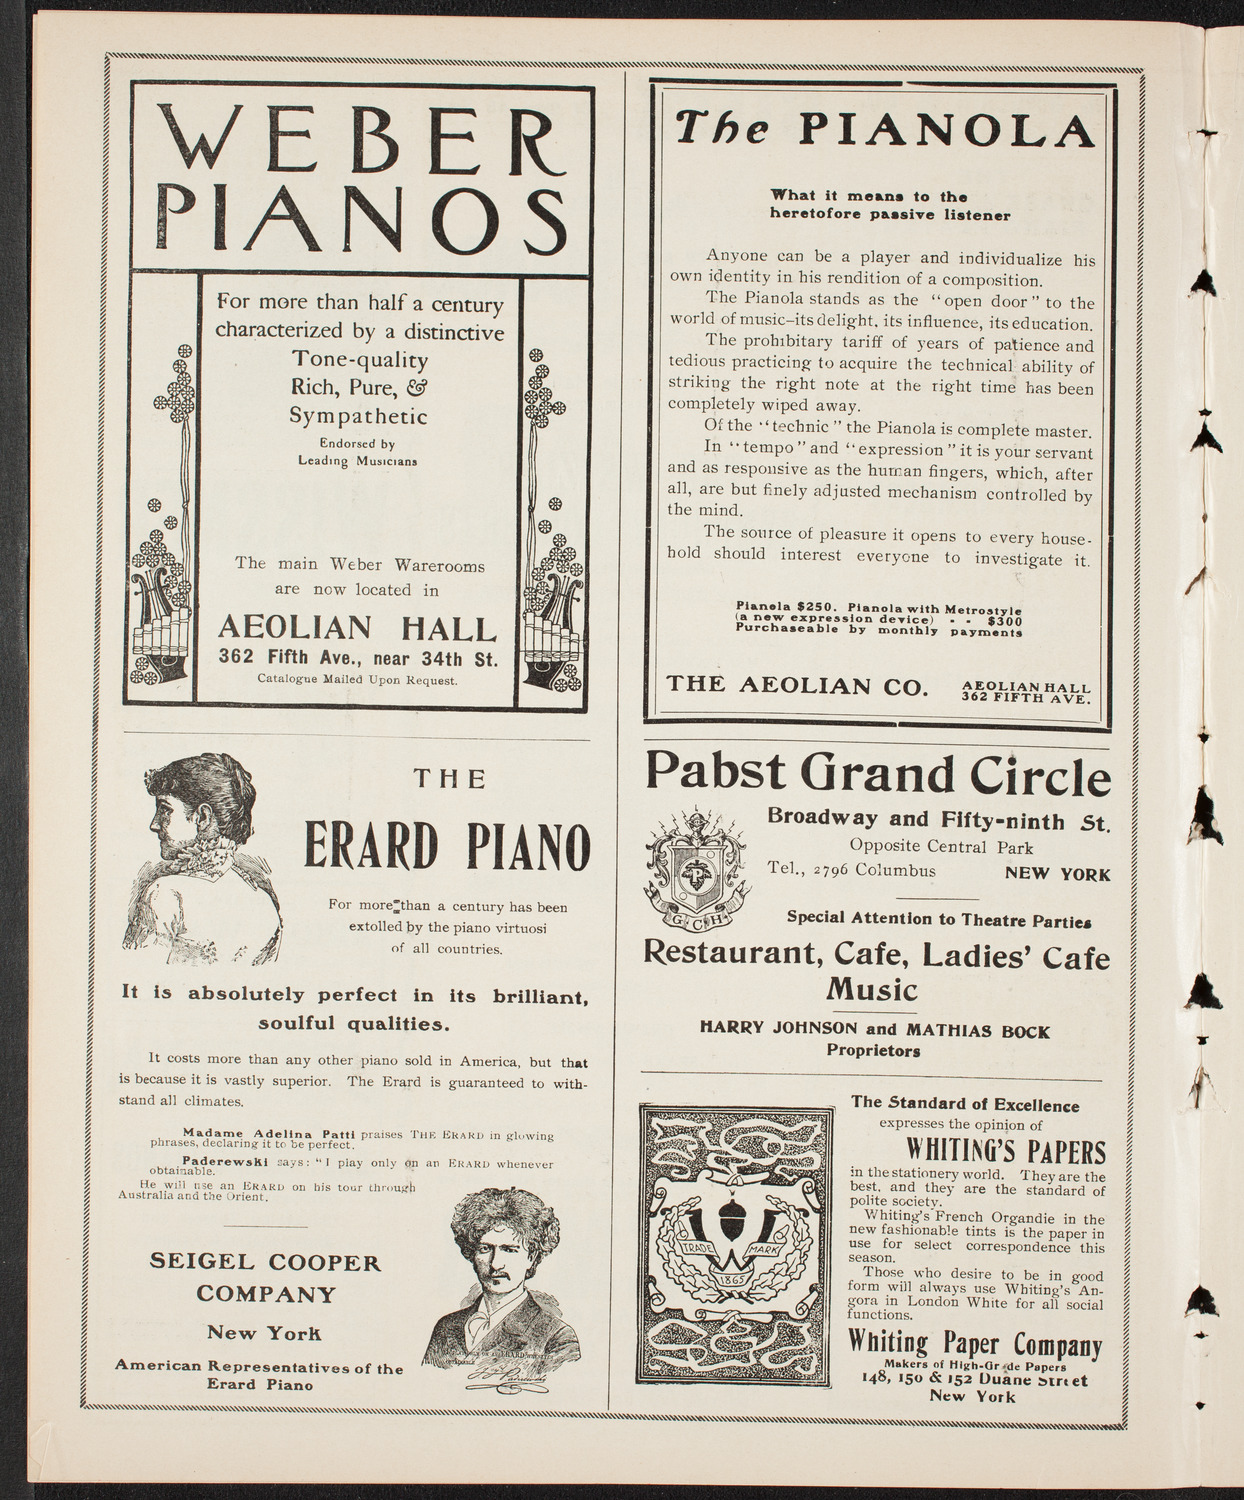 WEBER
PIANOS
For more than half a century
characterized by a distinctive
Tone-quality
Rich, Pure, &
Sympathetic
Endorsed by
Leading Musicians
The main Weber Warerooms
are now located in
AEOLIAN HALL
362 Fifth Ave., near 34th St.
Catalogue Mailed Upon Request.
THE
ERARD PIANO
For more than a century has been
extolled by the piano virtuosi
of all countries.
It is absolutely perfect in its brilliant,
soulful qualities.
It costs more than any other piano sold in America, but that
is because it is vastly superior. The Erard is guaranteed to with-
stand all climates.
Madame Adelina Patti praises THE ERARD in glowing
phrases, declaring it to be perfect.
Paderewski says: "I play only on an ERARD whenever
obtainable.
He will use an ERARD on his tour through
Australia and the Orient.
SEIGEL COOPER
COMPANY
New York
American Representatives of the
Erard Piano
The PIANOLA
What it means to the
heretofore passive listener
Anyone can be a player and individualize his
own identity in his rendition of a composition.
The Pianola stands as the "open door" to the
world of music—its delight, its influence, its education.
The prohibitary tariff of years of patience and
tedious practicing to acquire the technical ability of
striking the right note at the right time has been
completely wiped away.
Of the "technic" the Pianola is complete master.
In "tempo" and "expression" it is your servant
and as responsive as the human fingers, which, after
all, are but finely adjusted mechanism controlled by
the mind.
The source of pleasure it opens to every house-
hold should interest everyone to investigate it.
Pianola $250. Pianola with Metrostyle
(a new expression device) - - $300
Purchaseable by monthly payments
THE AEOLIAN CO. AEOLIAN HALL
362 FIFTH AVE.
Pabst Grand Circle
Broadway and Fifty-ninth St.
Opposite Central Park
Tel., 2796 Columbus NEW YORK
P
G C H
Special Attention to Theatre Parties
Restaurant, Cafe, Ladies' Cafe
Music
HARRY JOHNSON and MATHIAS BOCK
Proprietors
TRADE MARK
W
1865
The Standard of Excellence
expresses the opinion of
WHITING'S PAPERS
in the stationery world. They are the
best, and they are the standard of
polite society.
Whiting's French Organdie in the
new fashionable tints is the paper in
use for select correspondence this
season.
Those who desire to be in good
form will always use Whiting's An-
gora in London White for all social
functions.
Whiting Paper Company
Makers of High-Grade Papers
148, 150 & 152 Duane Street
New York